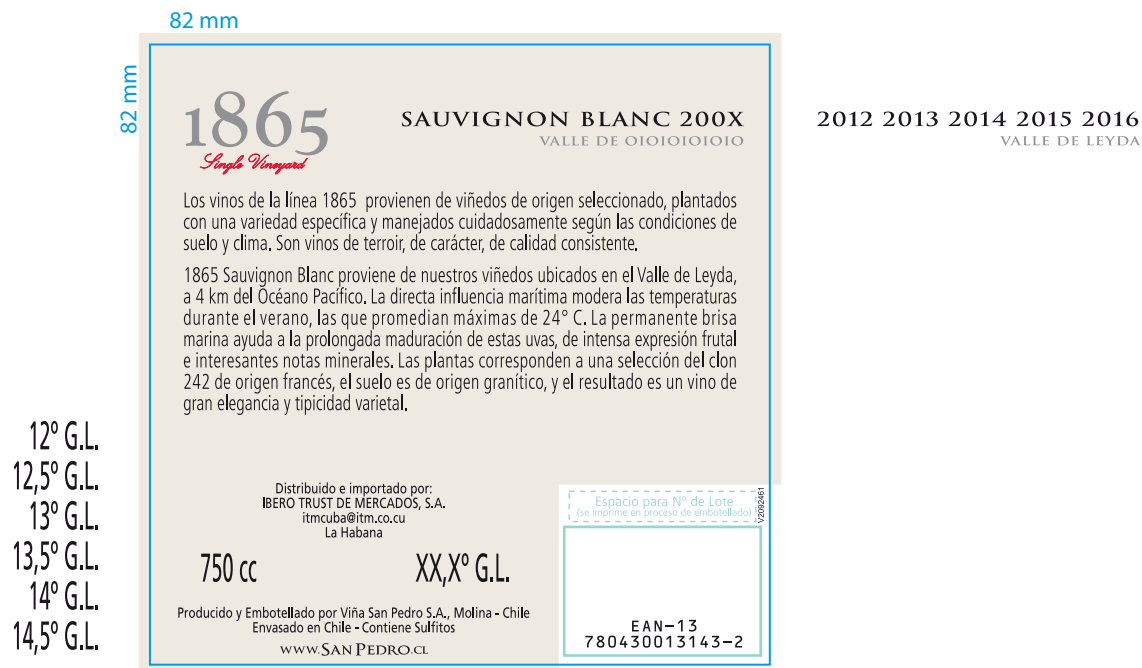 82 mm
82 mm
1865
Single Vineyard
SAUVIGNON BLANC 200X
VALLE DE OIOIOIOIOIO
2012 2013 2014 2015 2016
VALLE DE LEYDA
Los vinos de la línea 1865 provienen de viñedos de origen seleccionado, plantados
con una variedad específica y manejados cuidadosamente según las condiciones de
suelo y clima. Son vinos de terroir, de carácter, de calidad consistente.
1865 Sauvignon Blanc proviene de nuestros viñedos ubicados en el Valle de Leyda,
a 4 km del Océano Pacífico. La directa influencia marítima modera las temperaturas
durante el verano, las que promedian máximas de 24° C. La permanente brisa
marina ayuda a la prolongada maduración de estas uvas, de intensa expresión frutal
e interesantes notas minerales. Las plantas corresponden a una selección del clon
242 de origen francés, el suelo es de origen granítico, y el resultado es un vino de
gran elegancia y tipicidad varietal.
12º G.L.
12,5º G.L.
13º G.L.
13,5º G.L.
14º G.L.
14,5º G.L.
Distribuido e importado por:
IBERO TRUST DE MERCADOS, S.A.
itmcuba@itm.co.cu
La Habana
750 cc
XX,Xº G.L.
Producido y Embotellado por Viña San Pedro S.A., Molina - Chile
Envasado en Chile - Contiene Sulfitos
WWW.SAN PEDRO.CL
Espacio para Nº de Lote
(se imprime en proceso de embotellado)
V2092461
EAN-13
780430013143-2